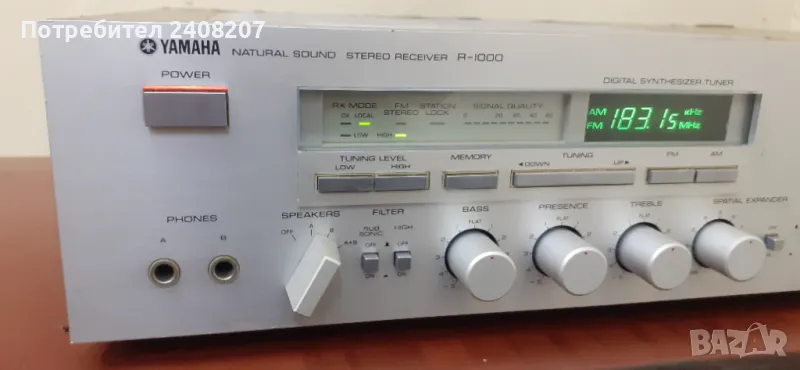 Потребител 2408207
YAMAHA NATURAL SOUND STEREO RECEIVER R-1000
POWER
DIGITAL SYNTHESIZER TUNER
RX MODE FM STEREO STATION LOCK SIGNAL QUALITY
DX LOCAL
LOW HIGH
AM 183.15 kHz
FM MHz
TUNING LEVEL
LOW HIGH
MEMORY
◄DOWN TUNING UP►
FM AM
PHONES
A B
SPEAKERS
OFF A B A+B
FILTER
SUB SONIC HIGH
OFF OFF
ON ON
BASS
FLAT
PRESENCE
FLAT
TREBLE
FLAT
SPATIAL EXPANDER
BAZAR